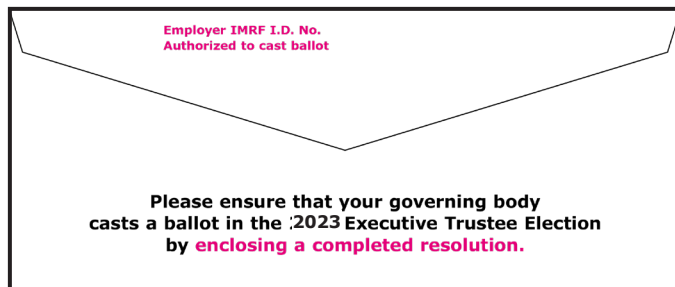 Employer IMRF I.D. No.
Authorized to cast ballot
Please ensure that your governing body
casts a ballot in the 2023 Executive Trustee Election
by enclosing a completed resolution.